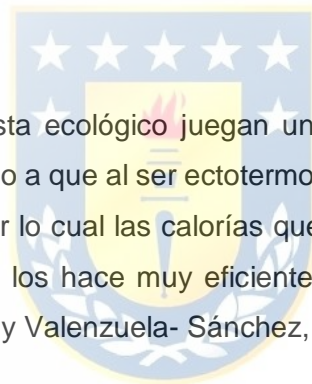 sta ecológico juegan un
o a que al ser ectotermo
r lo cual las calorías que
los hace muy eficiente
y Valenzuela- Sánchez,